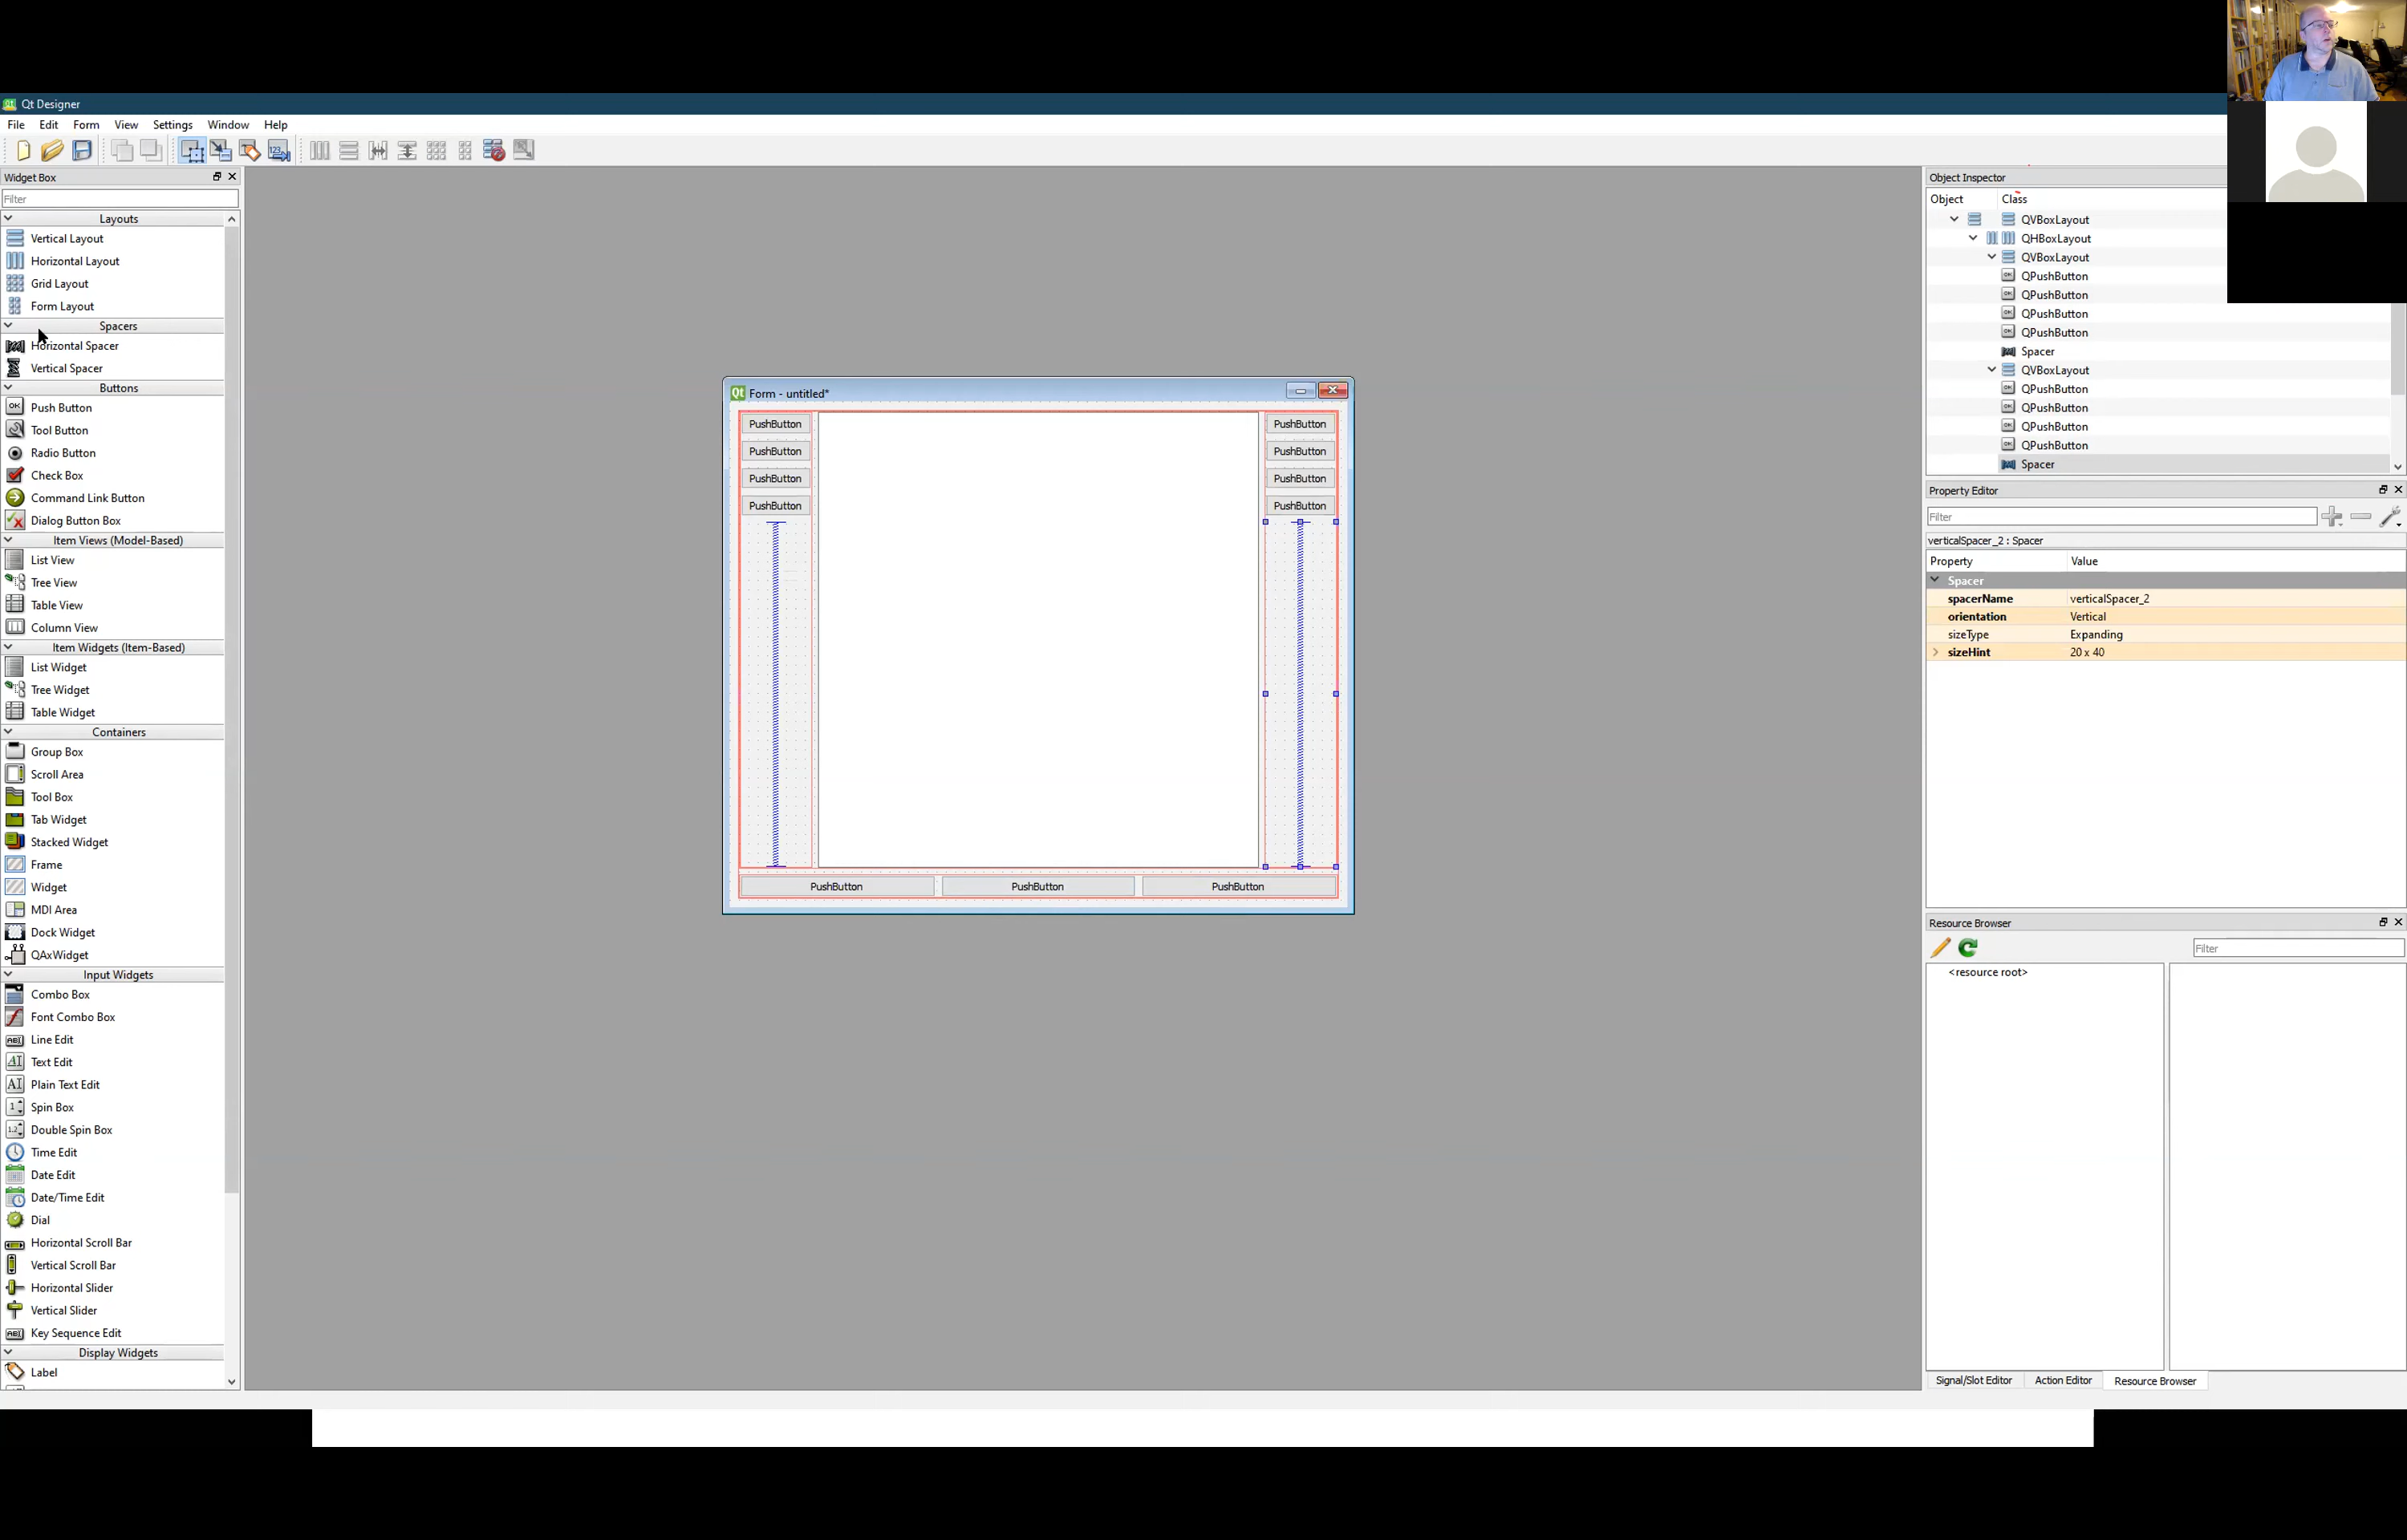 Qt Designer
File Edit Form View Settings Window Help
Widget Box
Filter
Layouts
Vertical Layout
Horizontal Layout
Grid Layout
Form Layout
Spacers
Horizontal Spacer
Vertical Spacer
Buttons
Push Button
Tool Button
Radio Button
Check Box
Command Link Button
Dialog Button Box
Item Views (Model-Based)
List View
Tree View
Table View
Column View
Item Widgets (Item-Based)
List Widget
Tree Widget
Table Widget
Containers
Group Box
Scroll Area
Tool Box
Tab Widget
Stacked Widget
Frame
Widget
MDI Area
Dock Widget
QAxWidget
Input Widgets
Combo Box
Font Combo Box
Line Edit
Text Edit
Plain Text Edit
Spin Box
Double Spin Box
Time Edit
Date Edit
Date/Time Edit
Dial
Horizontal Scroll Bar
Vertical Scroll Bar
Horizontal Slider
Vertical Slider
Key Sequence Edit
Display Widgets
Label
Form - untitled*
PushButton PushButton
PushButton PushButton
PushButton PushButton
PushButton PushButton
PushButton PushButton PushButton
Object Inspector
Object Class
QVBoxLayout
QHBoxLayout
QVBoxLayout
QPushButton
QPushButton
QPushButton
QPushButton
Spacer
QVBoxLayout
QPushButton
QPushButton
QPushButton
QPushButton
Spacer
Property Editor
Filter
verticalSpacer_2 : Spacer
Property Value
Spacer
spacerName verticalSpacer_2
orientation Vertical
sizeType Expanding
sizeHint 20 x 40
Resource Browser
Filter
<resource root>
Signal/Slot Editor Action Editor Resource Browser